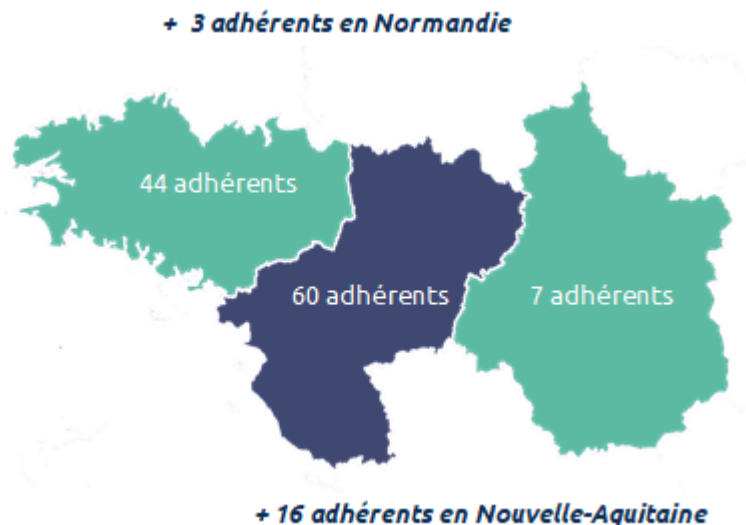 + 3 adhérents en Normandie
44 adhérents
60 adhérents
7 adhérents
+ 16 adhérents en Nouvelle-Aquitaine